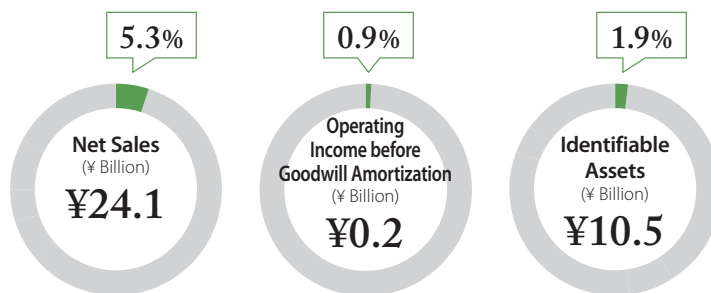 5.3%
Net Sales
(¥ Billion)
¥24.1
0.9%
Operating
Income before
Goodwill Amortization
(¥ Billion)
¥0.2
1.9%
Identifiable
Assets
(¥ Billion)
¥10.5